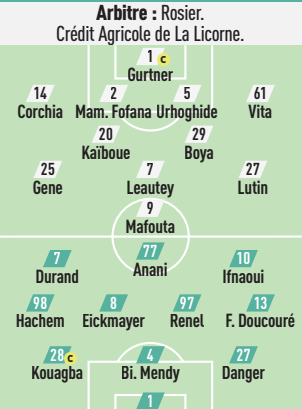 Arbitre : Rosier.
Crédit Agricole de La Licorne.
1 c
Gurtner
14 2 5 61
Corchia Mam. Fofana Urhoghide Vita
20 29
Kaïboue Boya
25 7 27
Gene Leautey Lutin
9
Mafouta
7 77 10
Durand Anani Ifnaoui
98 8 97 13
Hachem Eickmayer Renel F. Doucouré
28 c 4 27
Kouagba Bi. Mendy Danger
1